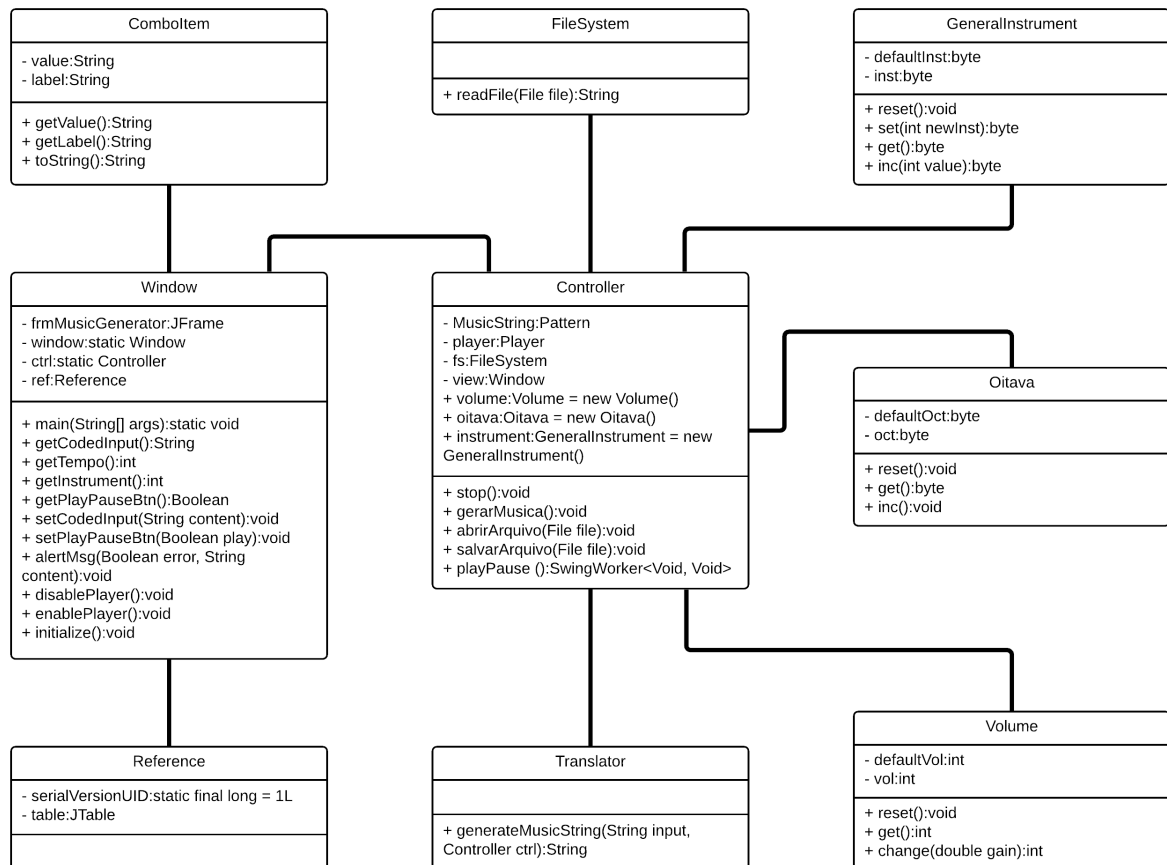 ComboItem
- value:String
- label:String
+ getValue():String
+ getLabel():String
+ toString():String
FileSystem
+ readFile(File file):String
GeneralInstrument
- defaultInst:byte
- inst:byte
+ reset():void
+ set(int newInst):byte
+ get():byte
+ inc(int value):byte
Window
- frmMusicGenerator:JFrame
- window:static Window
- ctrl:static Controller
- ref:Reference
+ main(String[] args):static void
+ getCodedInput():String
+ getTempo():int
+ getInstrument():int
+ getPlayPauseBtn():Boolean
+ setCodedInput(String content):void
+ setPlayPauseBtn(Boolean play):void
+ alertMsg(Boolean error, String
content):void
+ disablePlayer():void
+ enablePlayer():void
+ initialize():void
Controller
- MusicString:Pattern
- player:Player
- fs:FileSystem
- view:Window
+ volume:Volume = new Volume()
+ oitava:Oitava = new Oitava()
+ instrument:GeneralInstrument = new
GeneralInstrument()
+ stop():void
+ gerarMusica():void
+ abrirArquivo(File file):void
+ salvarArquivo(File file):void
+ playPause ():SwingWorker<Void, Void>
Oitava
- defaultOct:byte
- oct:byte
+ reset():void
+ get():byte
+ inc():void
Reference
- serialVersionUID:static final long = 1L
- table:JTable
Translator
+ generateMusicString(String input,
Controller ctrl):String
Volume
- defaultVol:int
- vol:int
+ reset():void
+ get():int
+ change(double gain):int